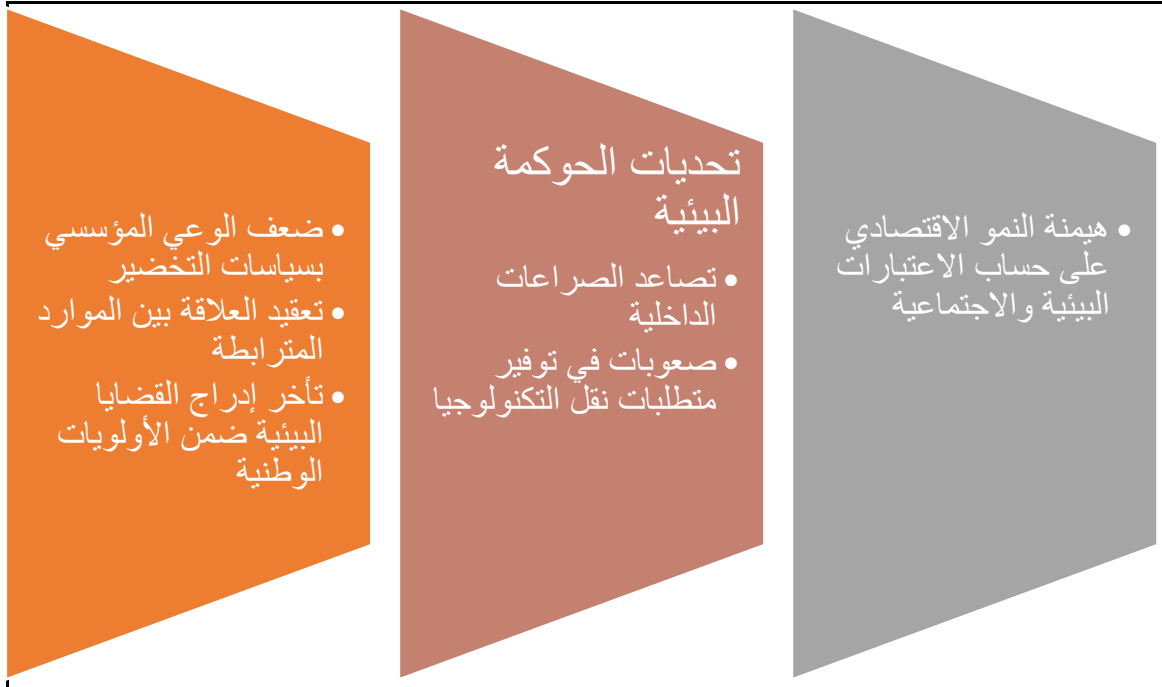 • هيمنة النمو الاقتصادي
على حساب الاعتبارات
البيئية والاجتماعية
تحديات الحوكمة
البيئية
• تصاعد الصراعات
الداخلية
• صعوبات في توفير
متطلبات نقل التكنولوجيا
• ضعف الوعي المؤسسي
بسياسات التخضير
• تعقيد العلاقة بين الموارد
المترابطة
• تأخر إدراج القضايا
البيئية ضمن الأولويات
الوطنية